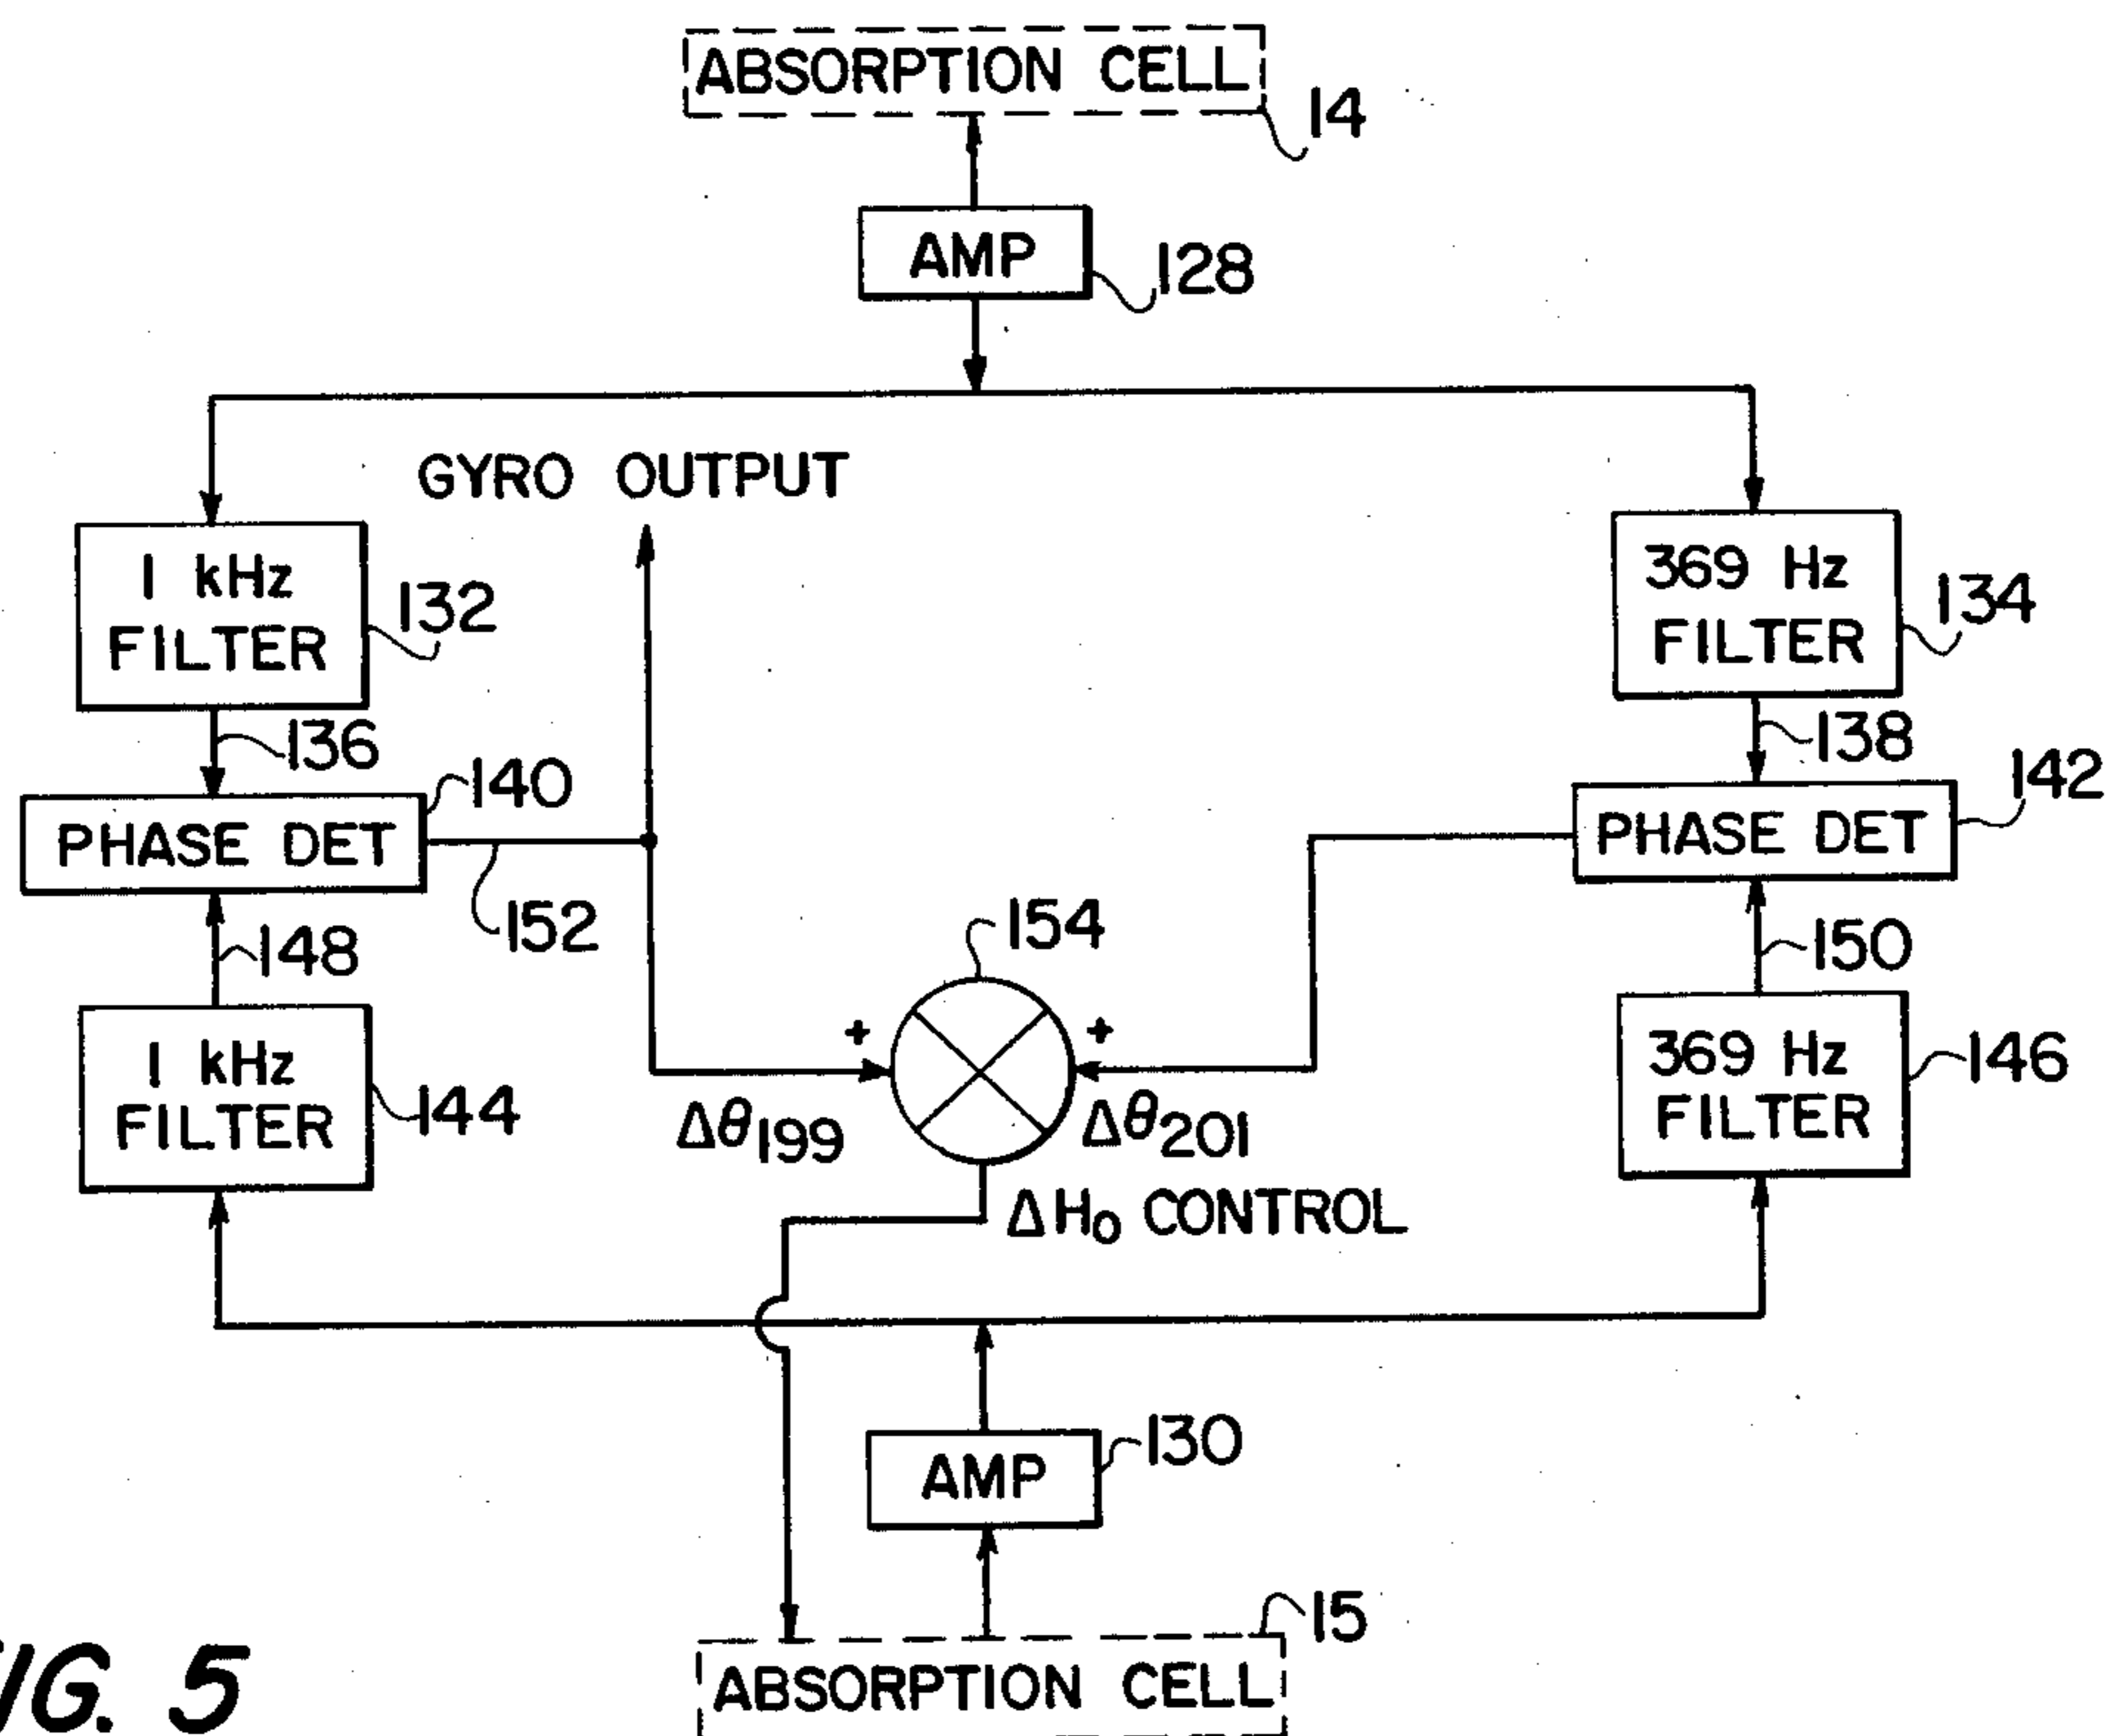 ABSORPTION CELL
14
AMP
128
GYRO OUTPUT
1 kHz
FILTER
132
369 Hz
FILTER
134
136
138
140
142
PHASE DET
PHASE DET
148
152
154
150
+
+
1 kHz
FILTER
144
369 Hz
FILTER
146
Δθ199
Δθ201
ΔH0 CONTROL
AMP
130
15
ABSORPTION CELL
FIG. 5